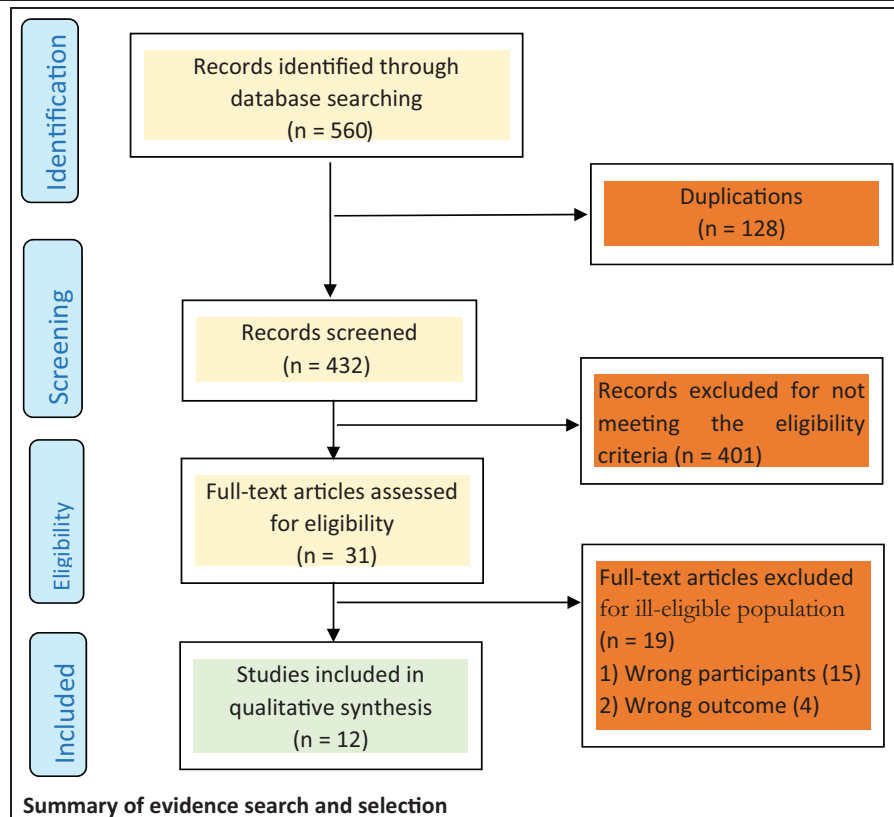 Identification
Records identified through
database searching
(n = 560)
Duplications
(n = 128)
Screening
Records screened
(n = 432)
Records excluded for not
meeting the eligibility
criteria (n = 401)
Eligibility
Full-text articles assessed
for eligibility
(n = 31)
Full-text articles excluded
for ill-eligible population
(n = 19)
1) Wrong participants (15)
2) Wrong outcome (4)
Included
Studies included in
qualitative synthesis
(n = 12)
Summary of evidence search and selection